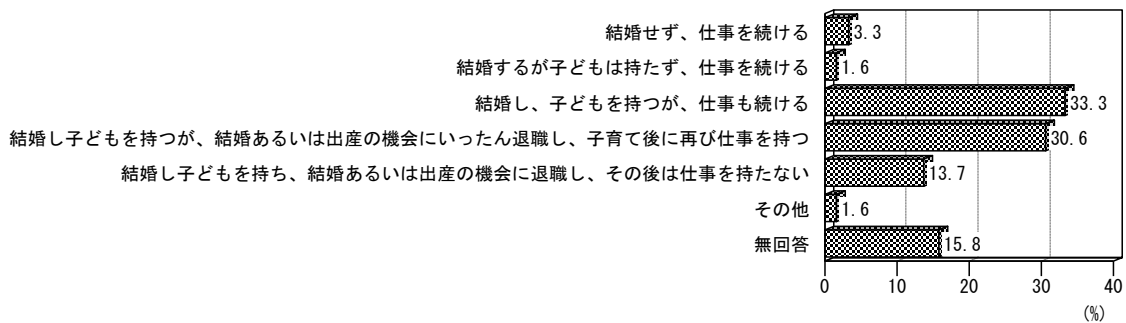 結婚せず、仕事を続ける 3.3
結婚するが子どもは持たず、仕事を続ける 1.6
結婚し、子どもを持つが、仕事も続ける 33.3
結婚し子どもを持つが、結婚あるいは出産の機会にいったん退職し、子育て後に再び仕事を持つ 30.6
結婚し子どもを持ち、結婚あるいは出産の機会に退職し、その後は仕事を持たない 13.7
その他 1.6
無回答 15.8
0 10 20 30 40
(%)